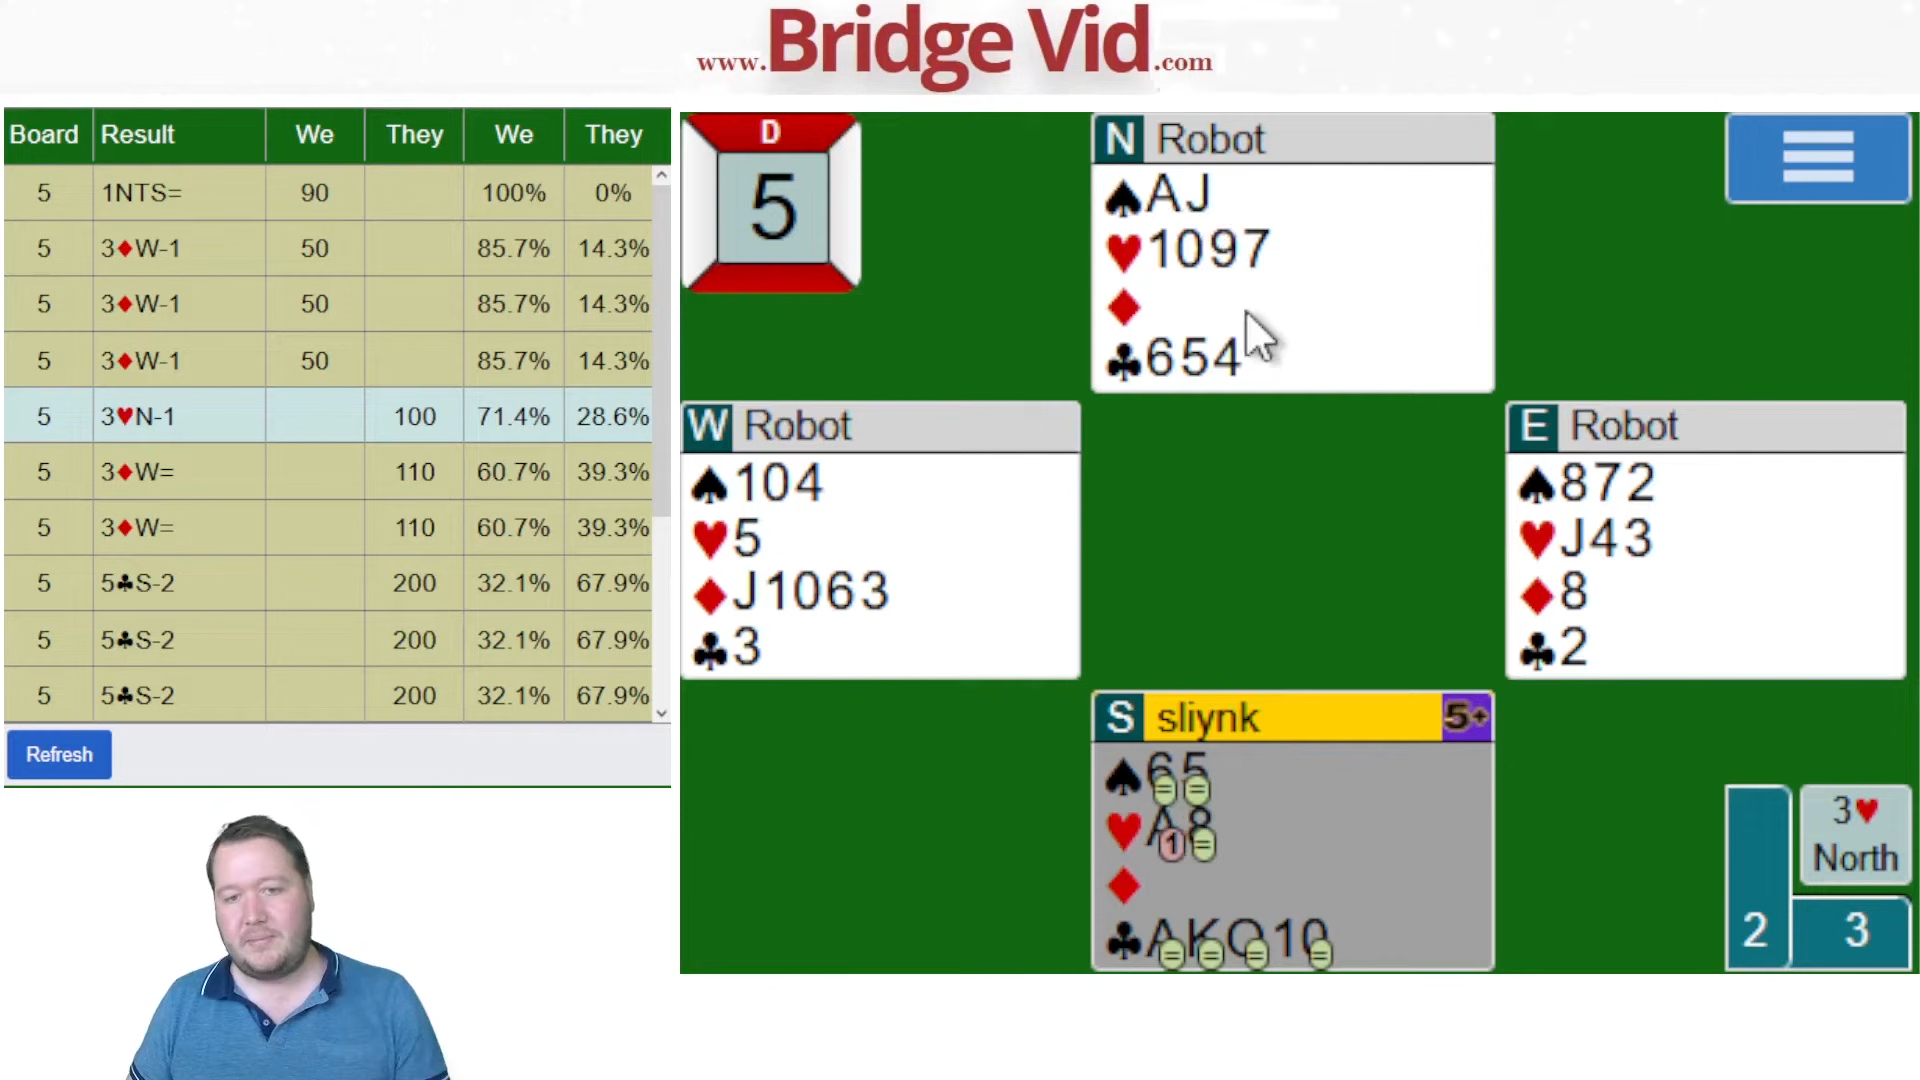 www.Bridge Vid.com
Board Result We They We They
5 1NTS= 90 100% 0%
5 3♦W-1 50 85.7% 14.3%
5 3♦W-1 50 85.7% 14.3%
5 3♦W-1 50 85.7% 14.3%
5 3♥N-1 100 71.4% 28.6%
5 3♦W= 110 60.7% 39.3%
5 3♦W= 110 60.7% 39.3%
5 5♣S-2 200 32.1% 67.9%
5 5♣S-2 200 32.1% 67.9%
5 5♣S-2 200 32.1% 67.9%
Refresh
D
5
N Robot
♠AJ
♥1097
♦
♣654
W Robot
♠104
♥5
♦J1063
♣3
E Robot
♠872
♥J43
♦8
♣2
S sliynk 5+
♠65
= =
♥A8
1 =
♦
♣AKQ10
= = = =
3♥
North
2 3